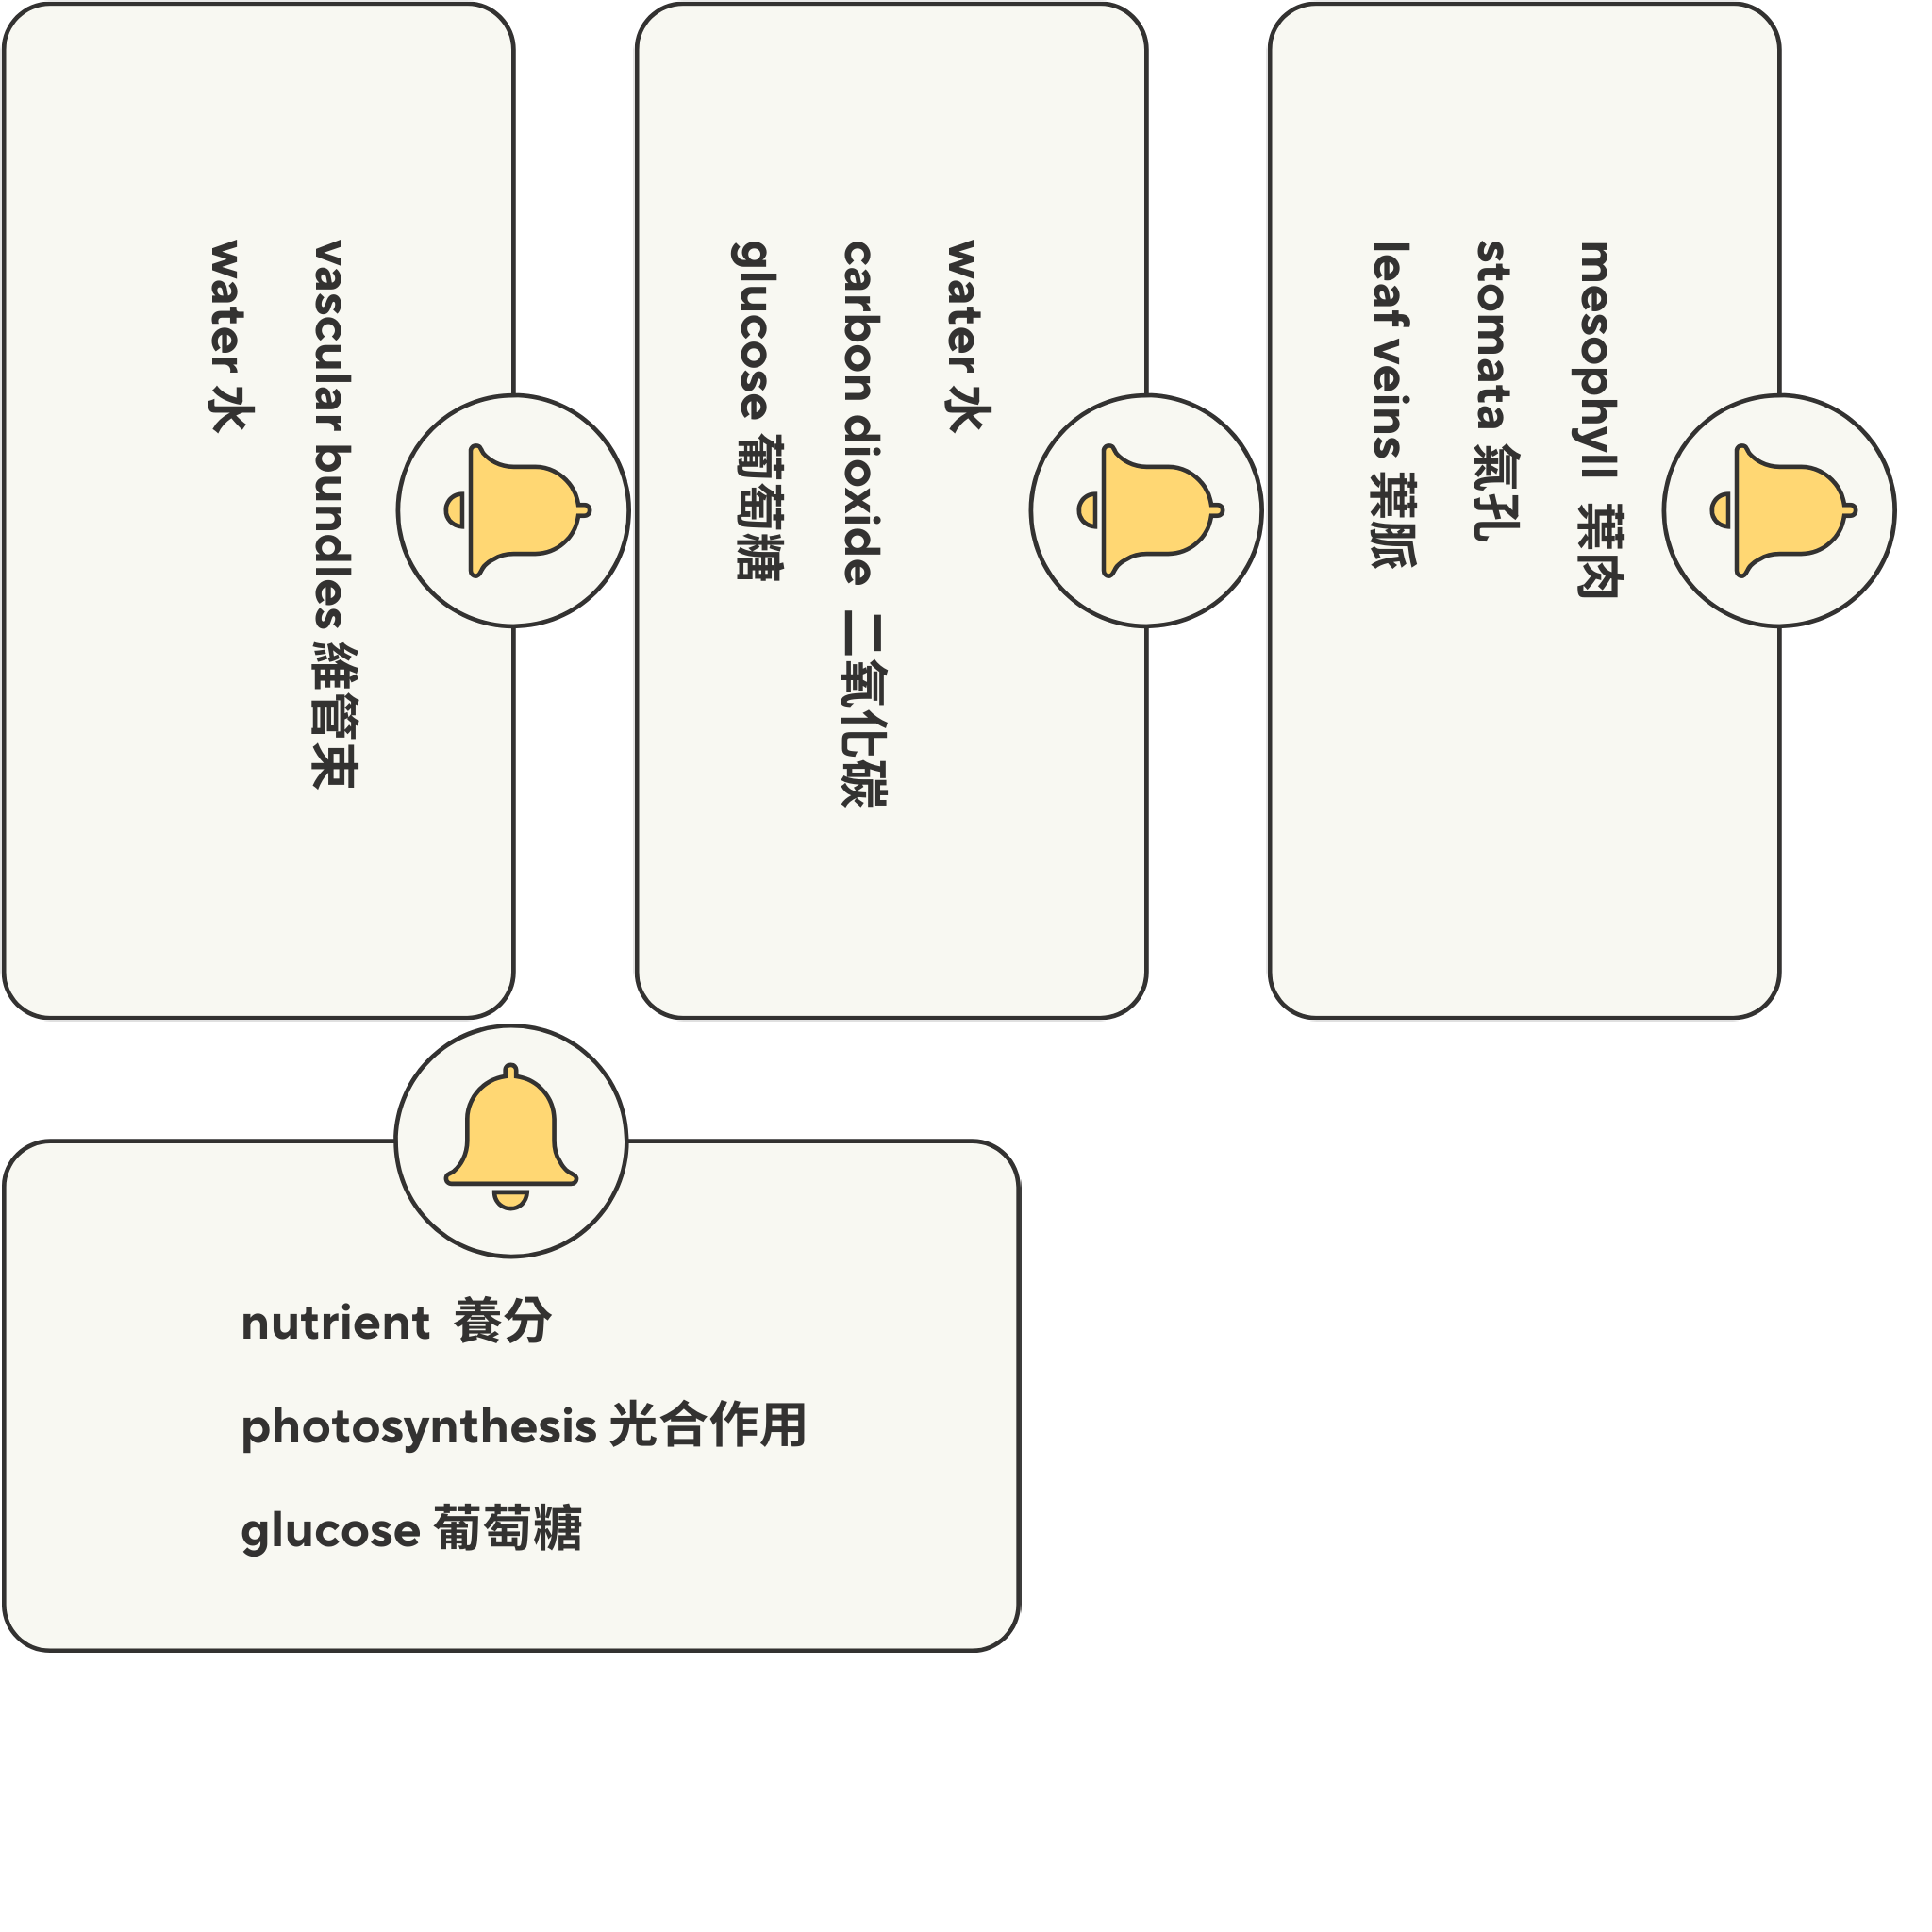 vascular bundles 維管束
water 水
water 水
carbon dioxide 二氧化碳
glucose 葡萄糖
mesophyll 葉肉
stomata 氣孔
leaf veins 葉脈
nutrient 養分
photosynthesis 光合作用
glucose 葡萄糖